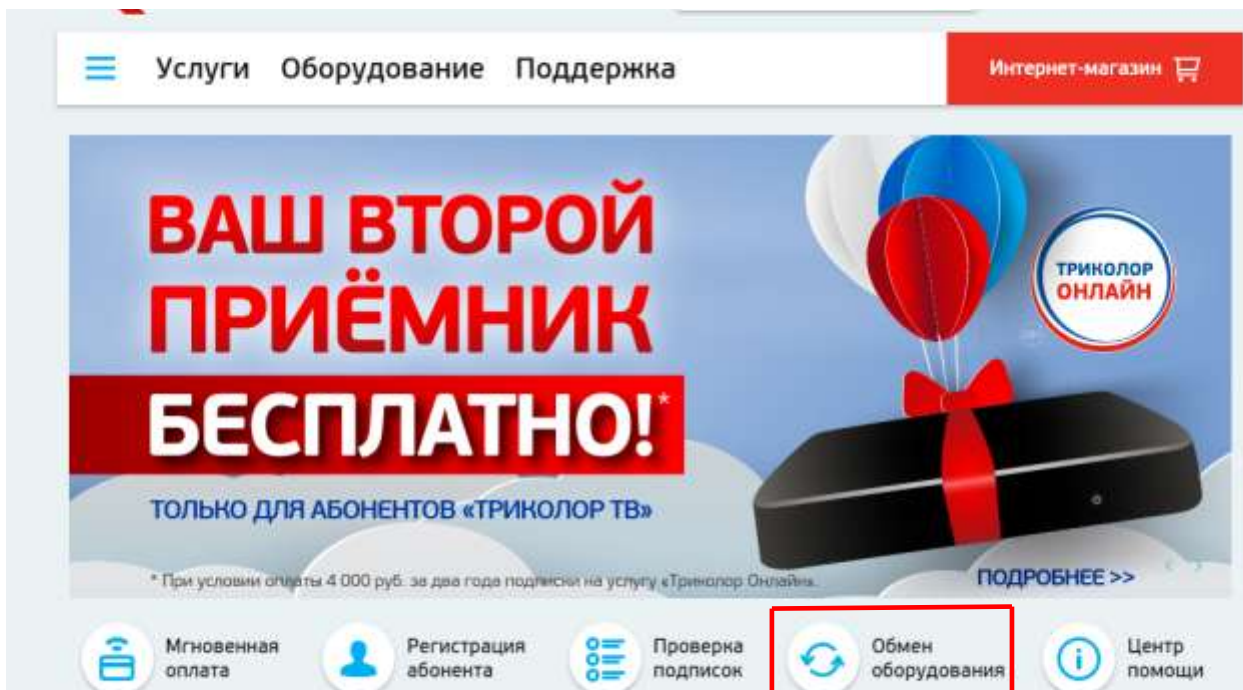 Услуги Оборудование Поддержка
Интернет-магазин
ВАШ ВТОРОЙ
ПРИЁМНИК
БЕСПЛАТНО!*
ТРИКОЛОР
ОНЛАЙН
ТОЛЬКО ДЛЯ АБОНЕНТОВ «ТРИКОЛОР ТВ»
* При условии оплаты 4 000 руб. за два года подписки на услугу «Триколор Онлайн».
ПОДРОБНЕЕ >>
Мгновенная
оплата
Регистрация
абонента
Проверка
подписок
Обмен
оборудования
Центр
помощи